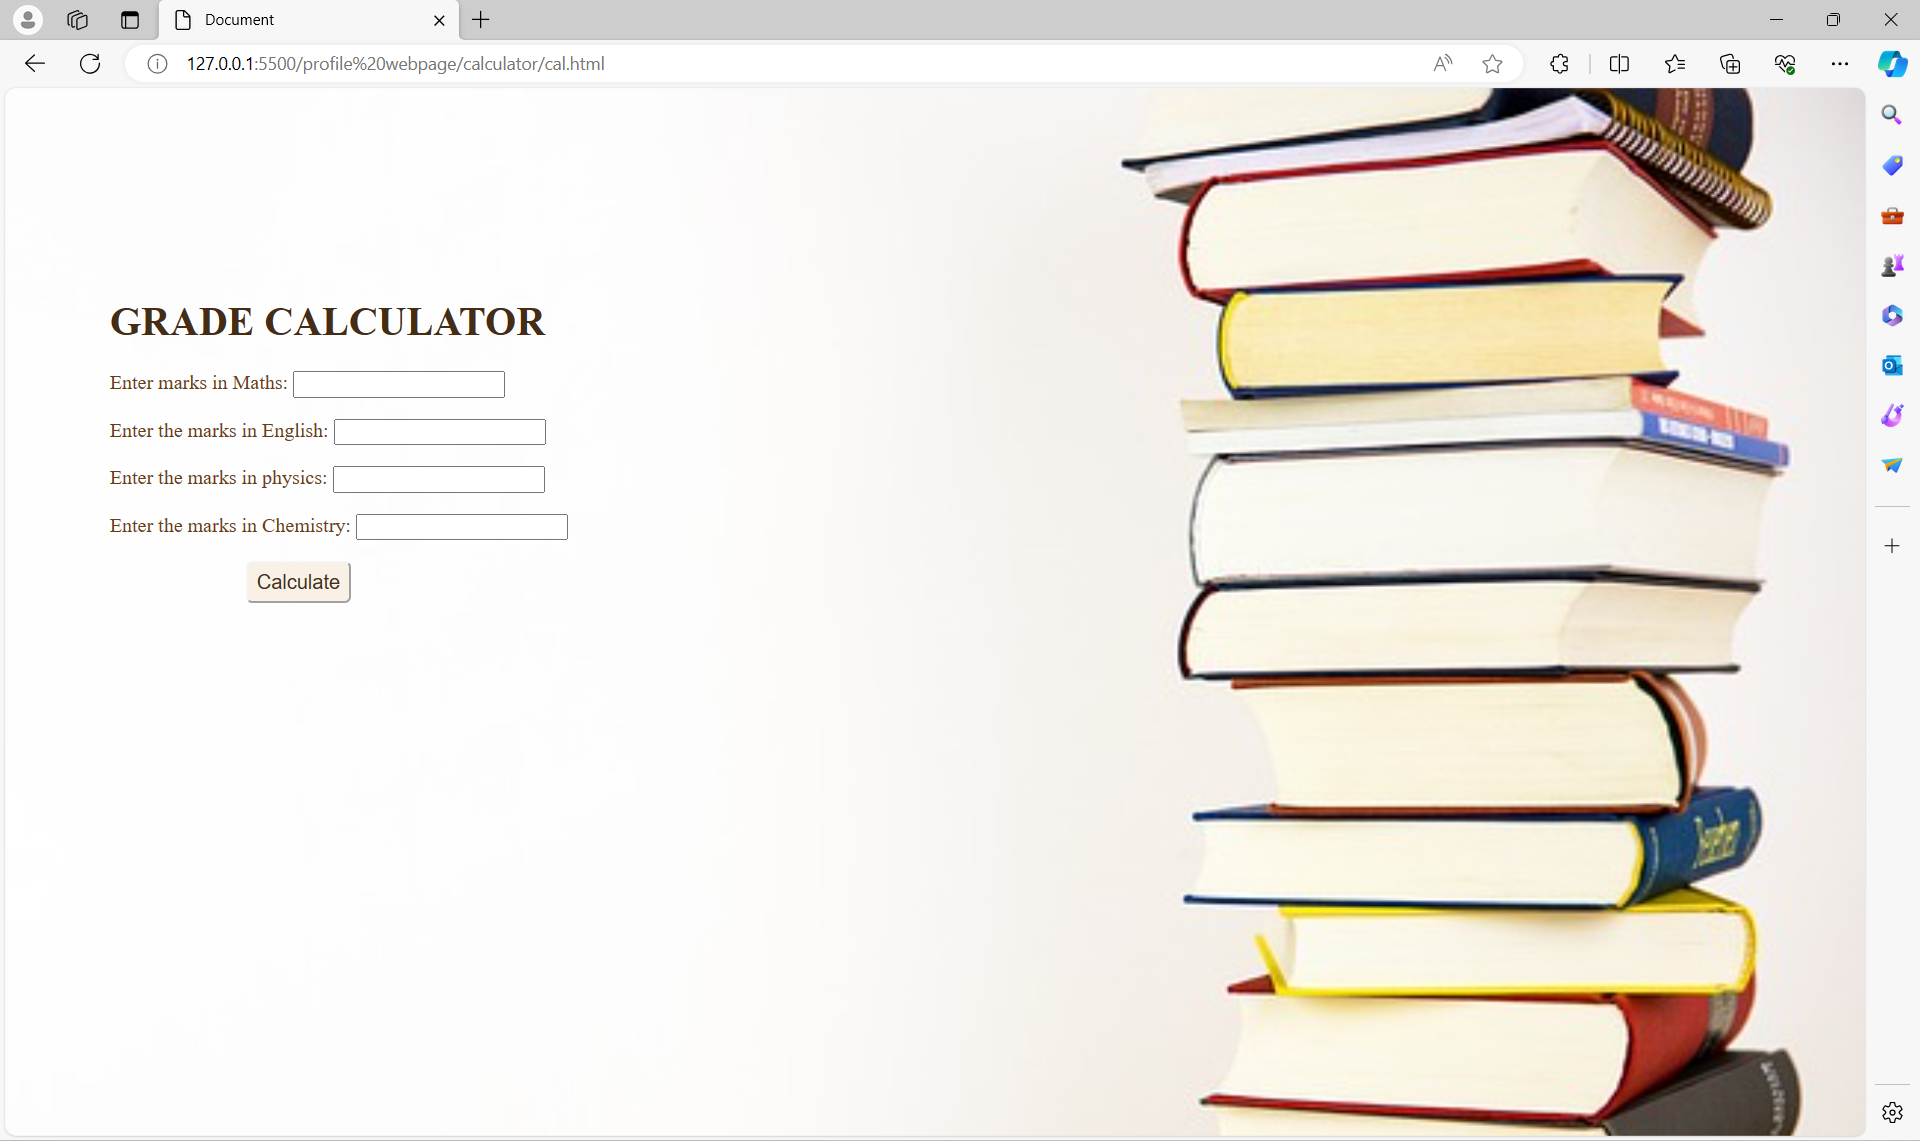 Document
127.0.0.1:5500/profile%20webpage/calculator/cal.html
GRADE CALCULATOR
Enter marks in Maths:
Enter the marks in English:
Enter the marks in physics:
Enter the marks in Chemistry:
Calculate